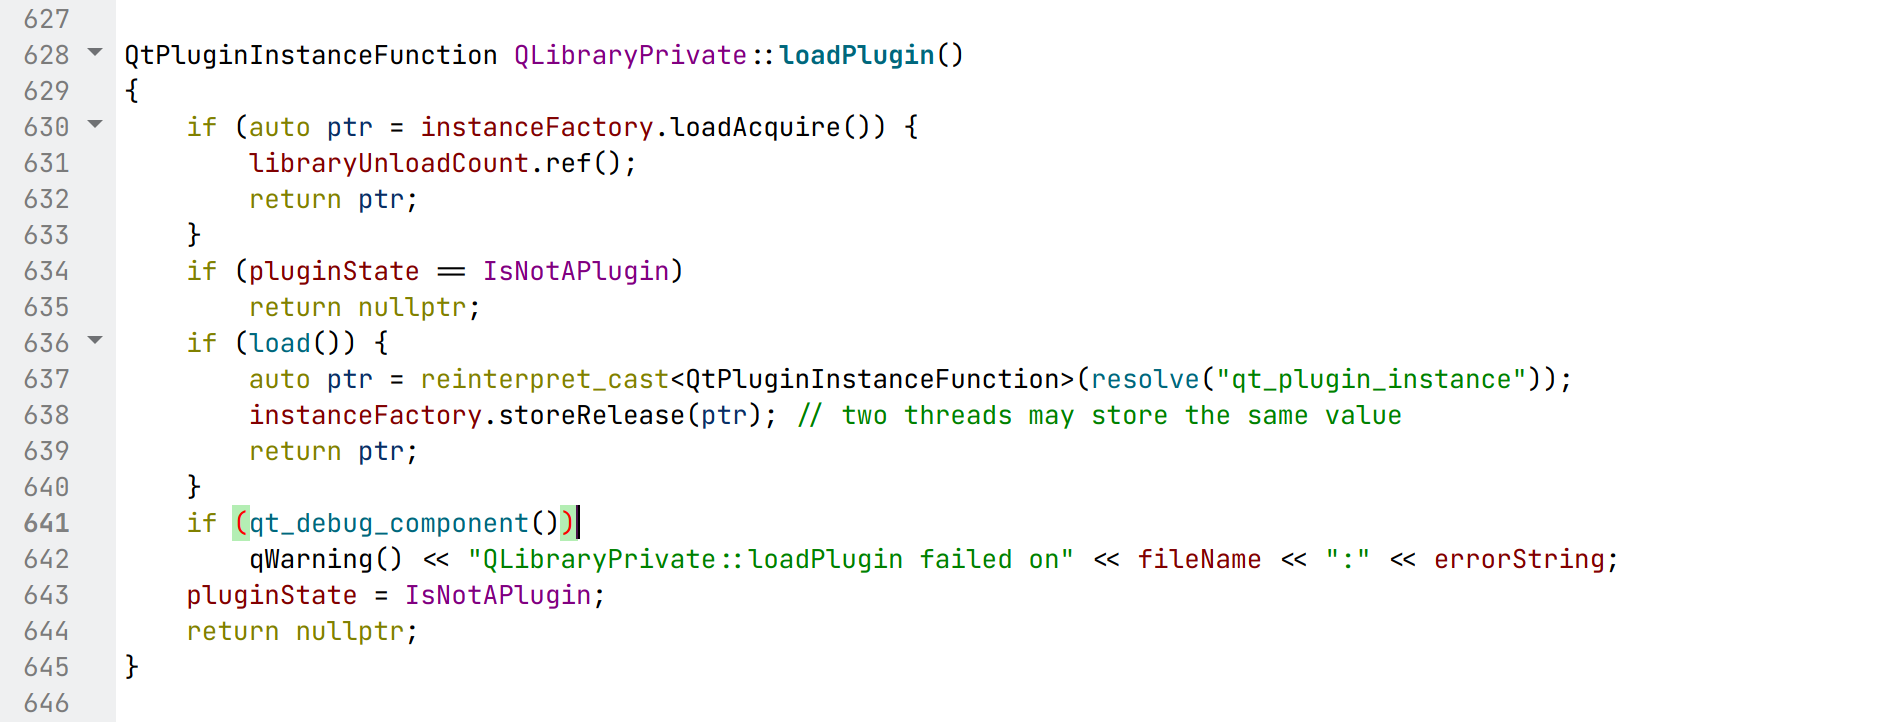 627
628 QtPluginInstanceFunction QLibraryPrivate::loadPlugin()
629 {
630     if (auto ptr = instanceFactory.loadAcquire()) {
631         libraryUnloadCount.ref();
632         return ptr;
633     }
634     if (pluginState == IsNotAPlugin)
635         return nullptr;
636     if (load()) {
637         auto ptr = reinterpret_cast<QtPluginInstanceFunction>(resolve("qt_plugin_instance"));
638         instanceFactory.storeRelease(ptr); // two threads may store the same value
639         return ptr;
640     }
641     if (qt_debug_component())
642         qWarning() << "QLibraryPrivate::loadPlugin failed on" << fileName << ":" << errorString;
643     pluginState = IsNotAPlugin;
644     return nullptr;
645 }
646